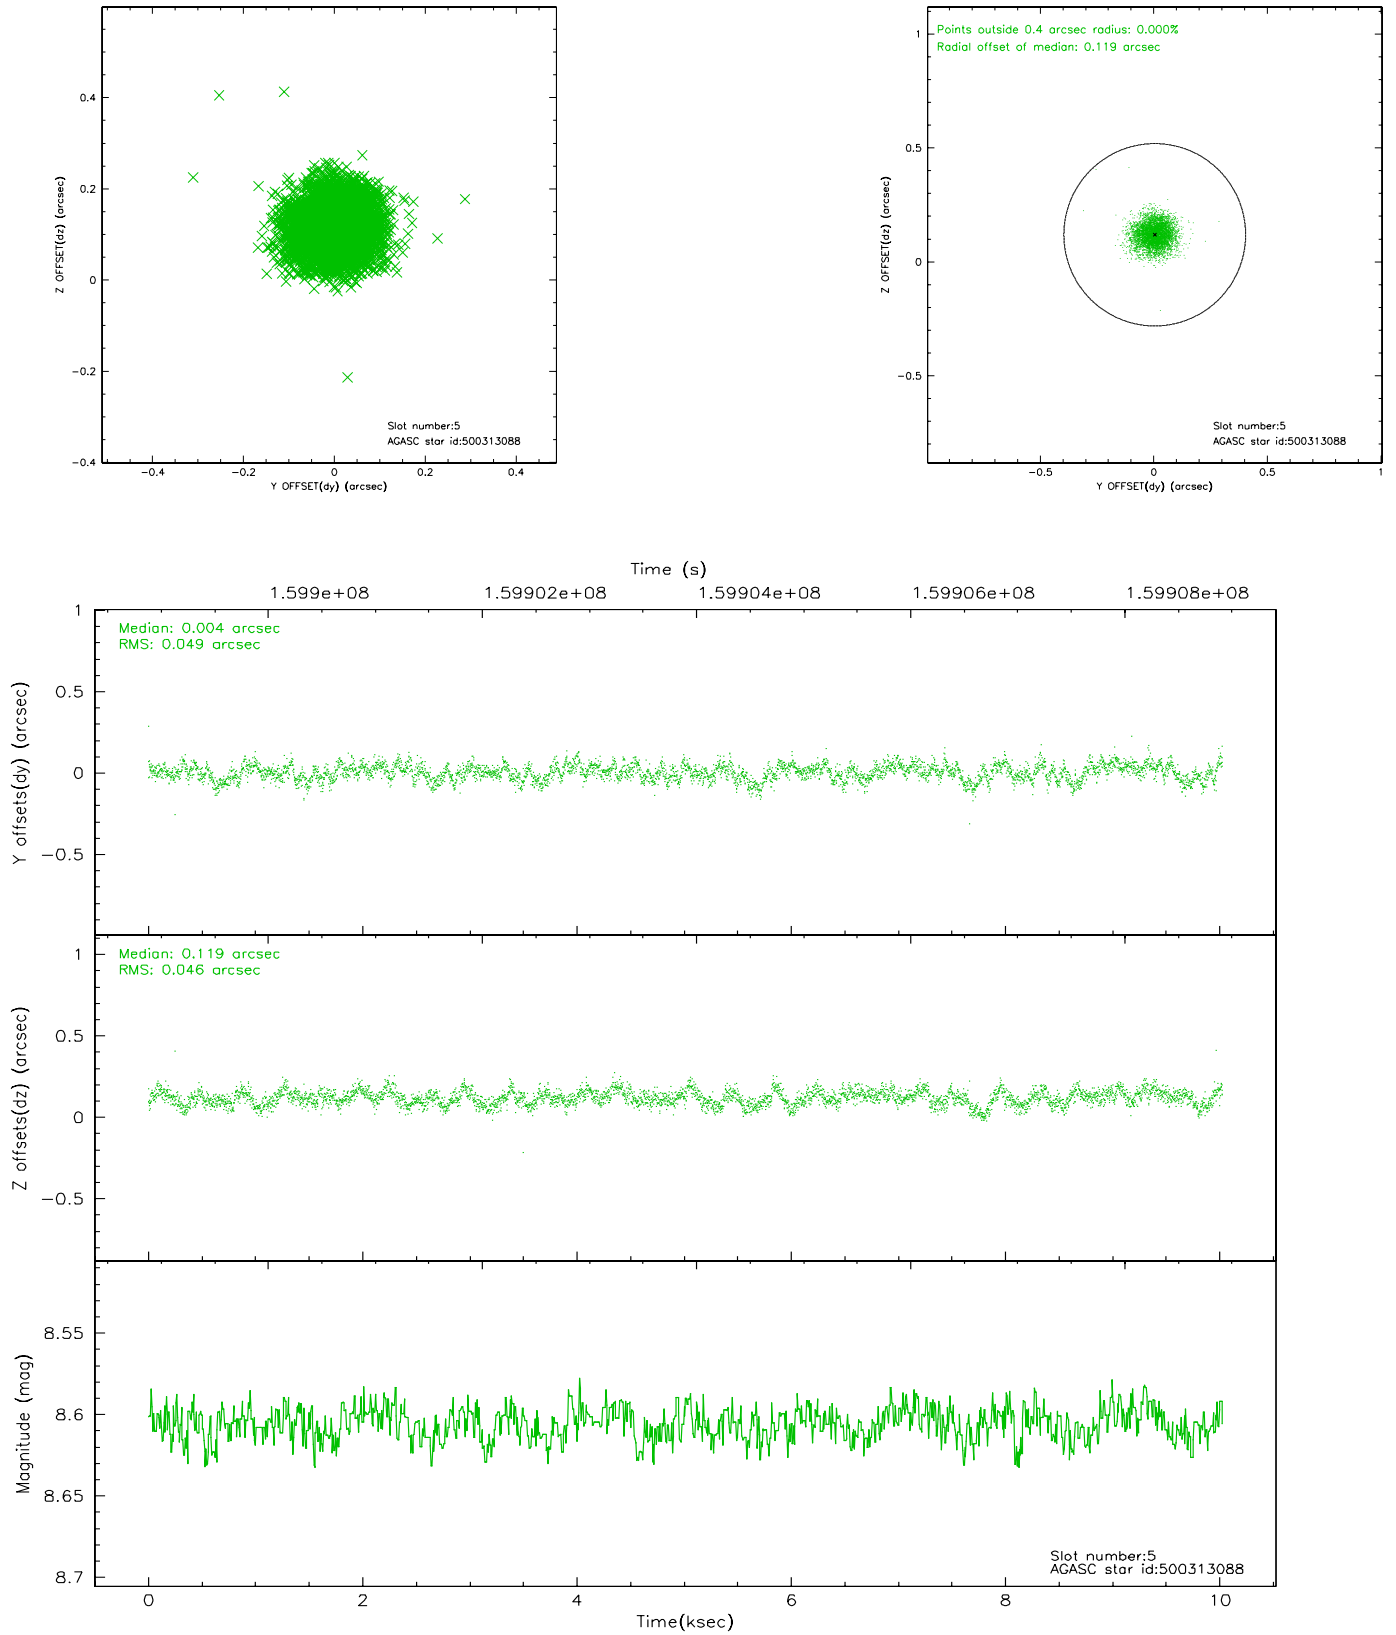 0.4
0.2
0
−0.2
−0.4
Z OFFSET(dz) (arcsec)
−0.4 −0.2 0 0.2 0.4
Y OFFSET(dy) (arcsec)
Slot number:5
AGASC star id:500313088
Points outside 0.4 arcsec radius: 0.000%
Radial offset of median: 0.119 arcsec
1
0.5
0
−0.5
Z OFFSET(dz) (arcsec)
−0.5 0 0.5 1
Y OFFSET(dy) (arcsec)
Slot number:5
AGASC star id:500313088
Time (s)
1.599e+08 1.59902e+08 1.59904e+08 1.59906e+08 1.59908e+08
Median: 0.004 arcsec
RMS: 0.049 arcsec
1
0.5
0
−0.5
Y offsets(dy) (arcsec)
Median: 0.119 arcsec
RMS: 0.046 arcsec
1
0.5
0
−0.5
Z offsets(dz) (arcsec)
8.55
8.6
8.65
8.7
Magnitude (mag)
Slot number:5
AGASC star id:500313088
0 2 4 6 8 10
Time(ksec)